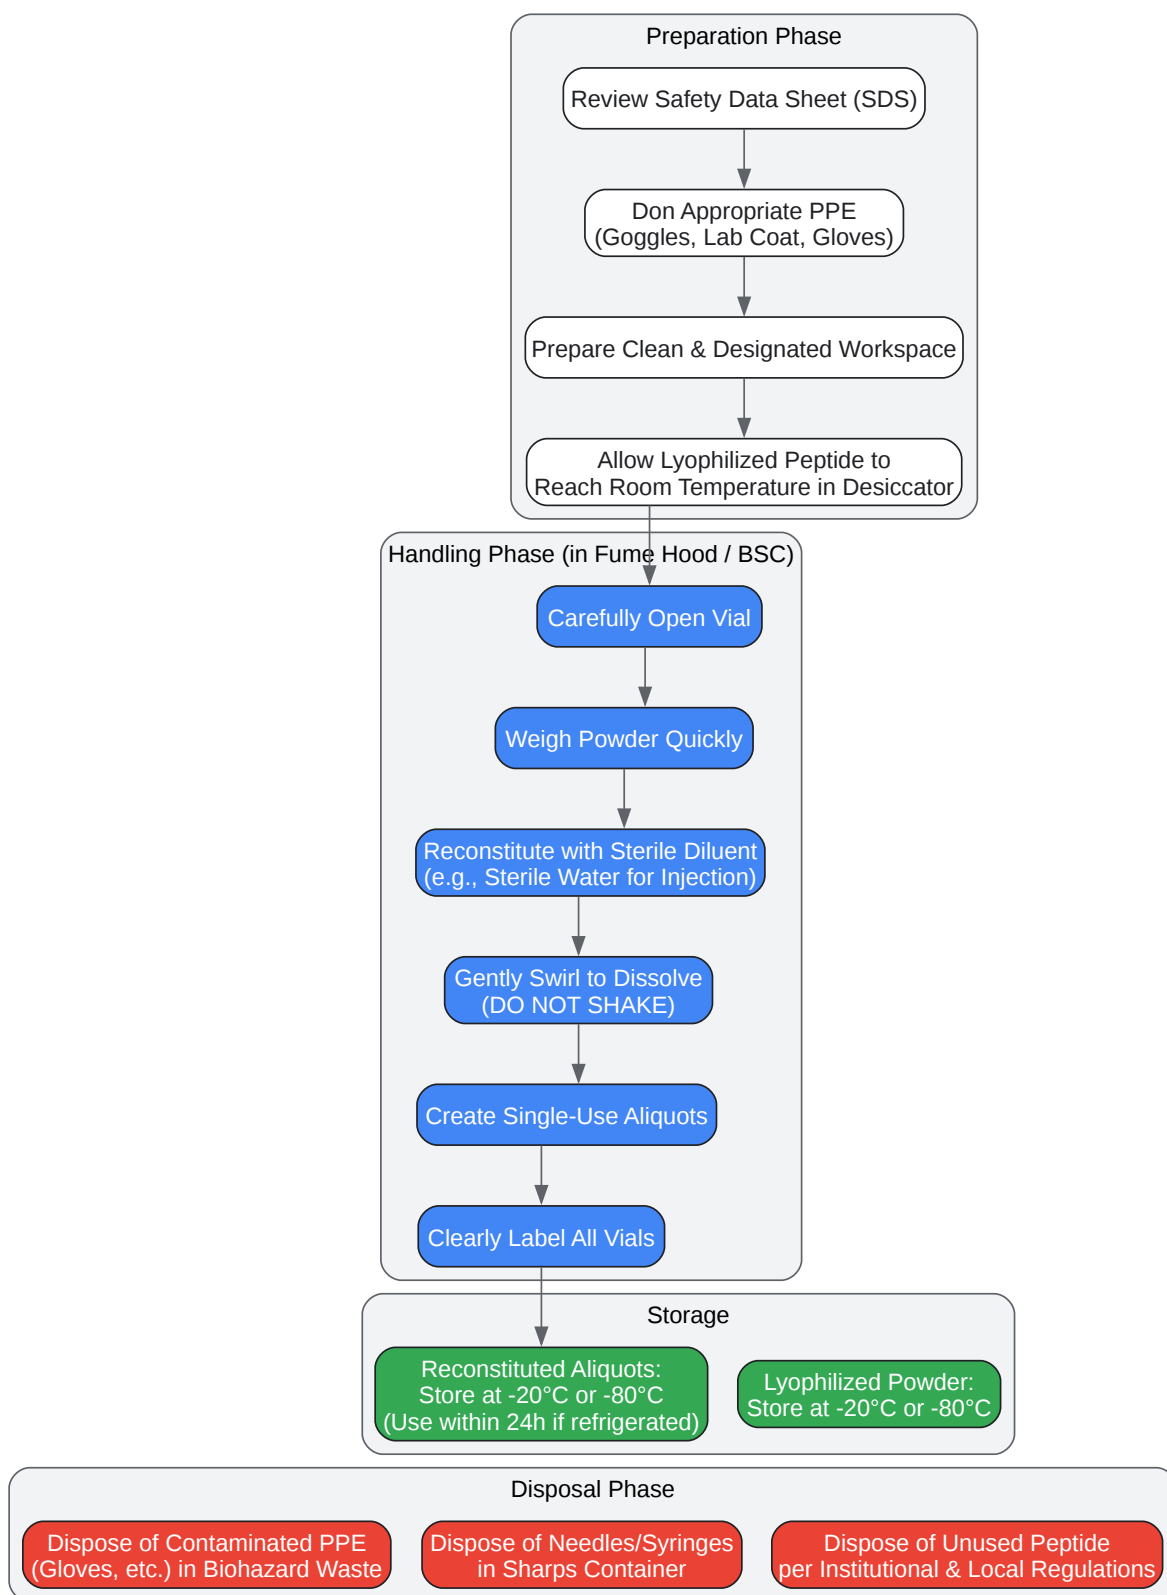 Preparation Phase
Review Safety Data Sheet (SDS)
Don Appropriate PPE
(Goggles, Lab Coat, Gloves)
Prepare Clean & Designated Workspace
Allow Lyophilized Peptide to
Reach Room Temperature in Desiccator
Handling Phase (in Fume Hood / BSC)
Carefully Open Vial
Weigh Powder Quickly
Reconstitute with Sterile Diluent
(e.g., Sterile Water for Injection)
Gently Swirl to Dissolve
(DO NOT SHAKE)
Create Single-Use Aliquots
Clearly Label All Vials
Storage
Reconstituted Aliquots:
Store at -20°C or -80°C
(Use within 24h if refrigerated)
Lyophilized Powder:
Store at -20°C or -80°C
Disposal Phase
Dispose of Contaminated PPE
(Gloves, etc.) in Biohazard Waste
Dispose of Needles/Syringes
in Sharps Container
Dispose of Unused Peptide
per Institutional & Local Regulations